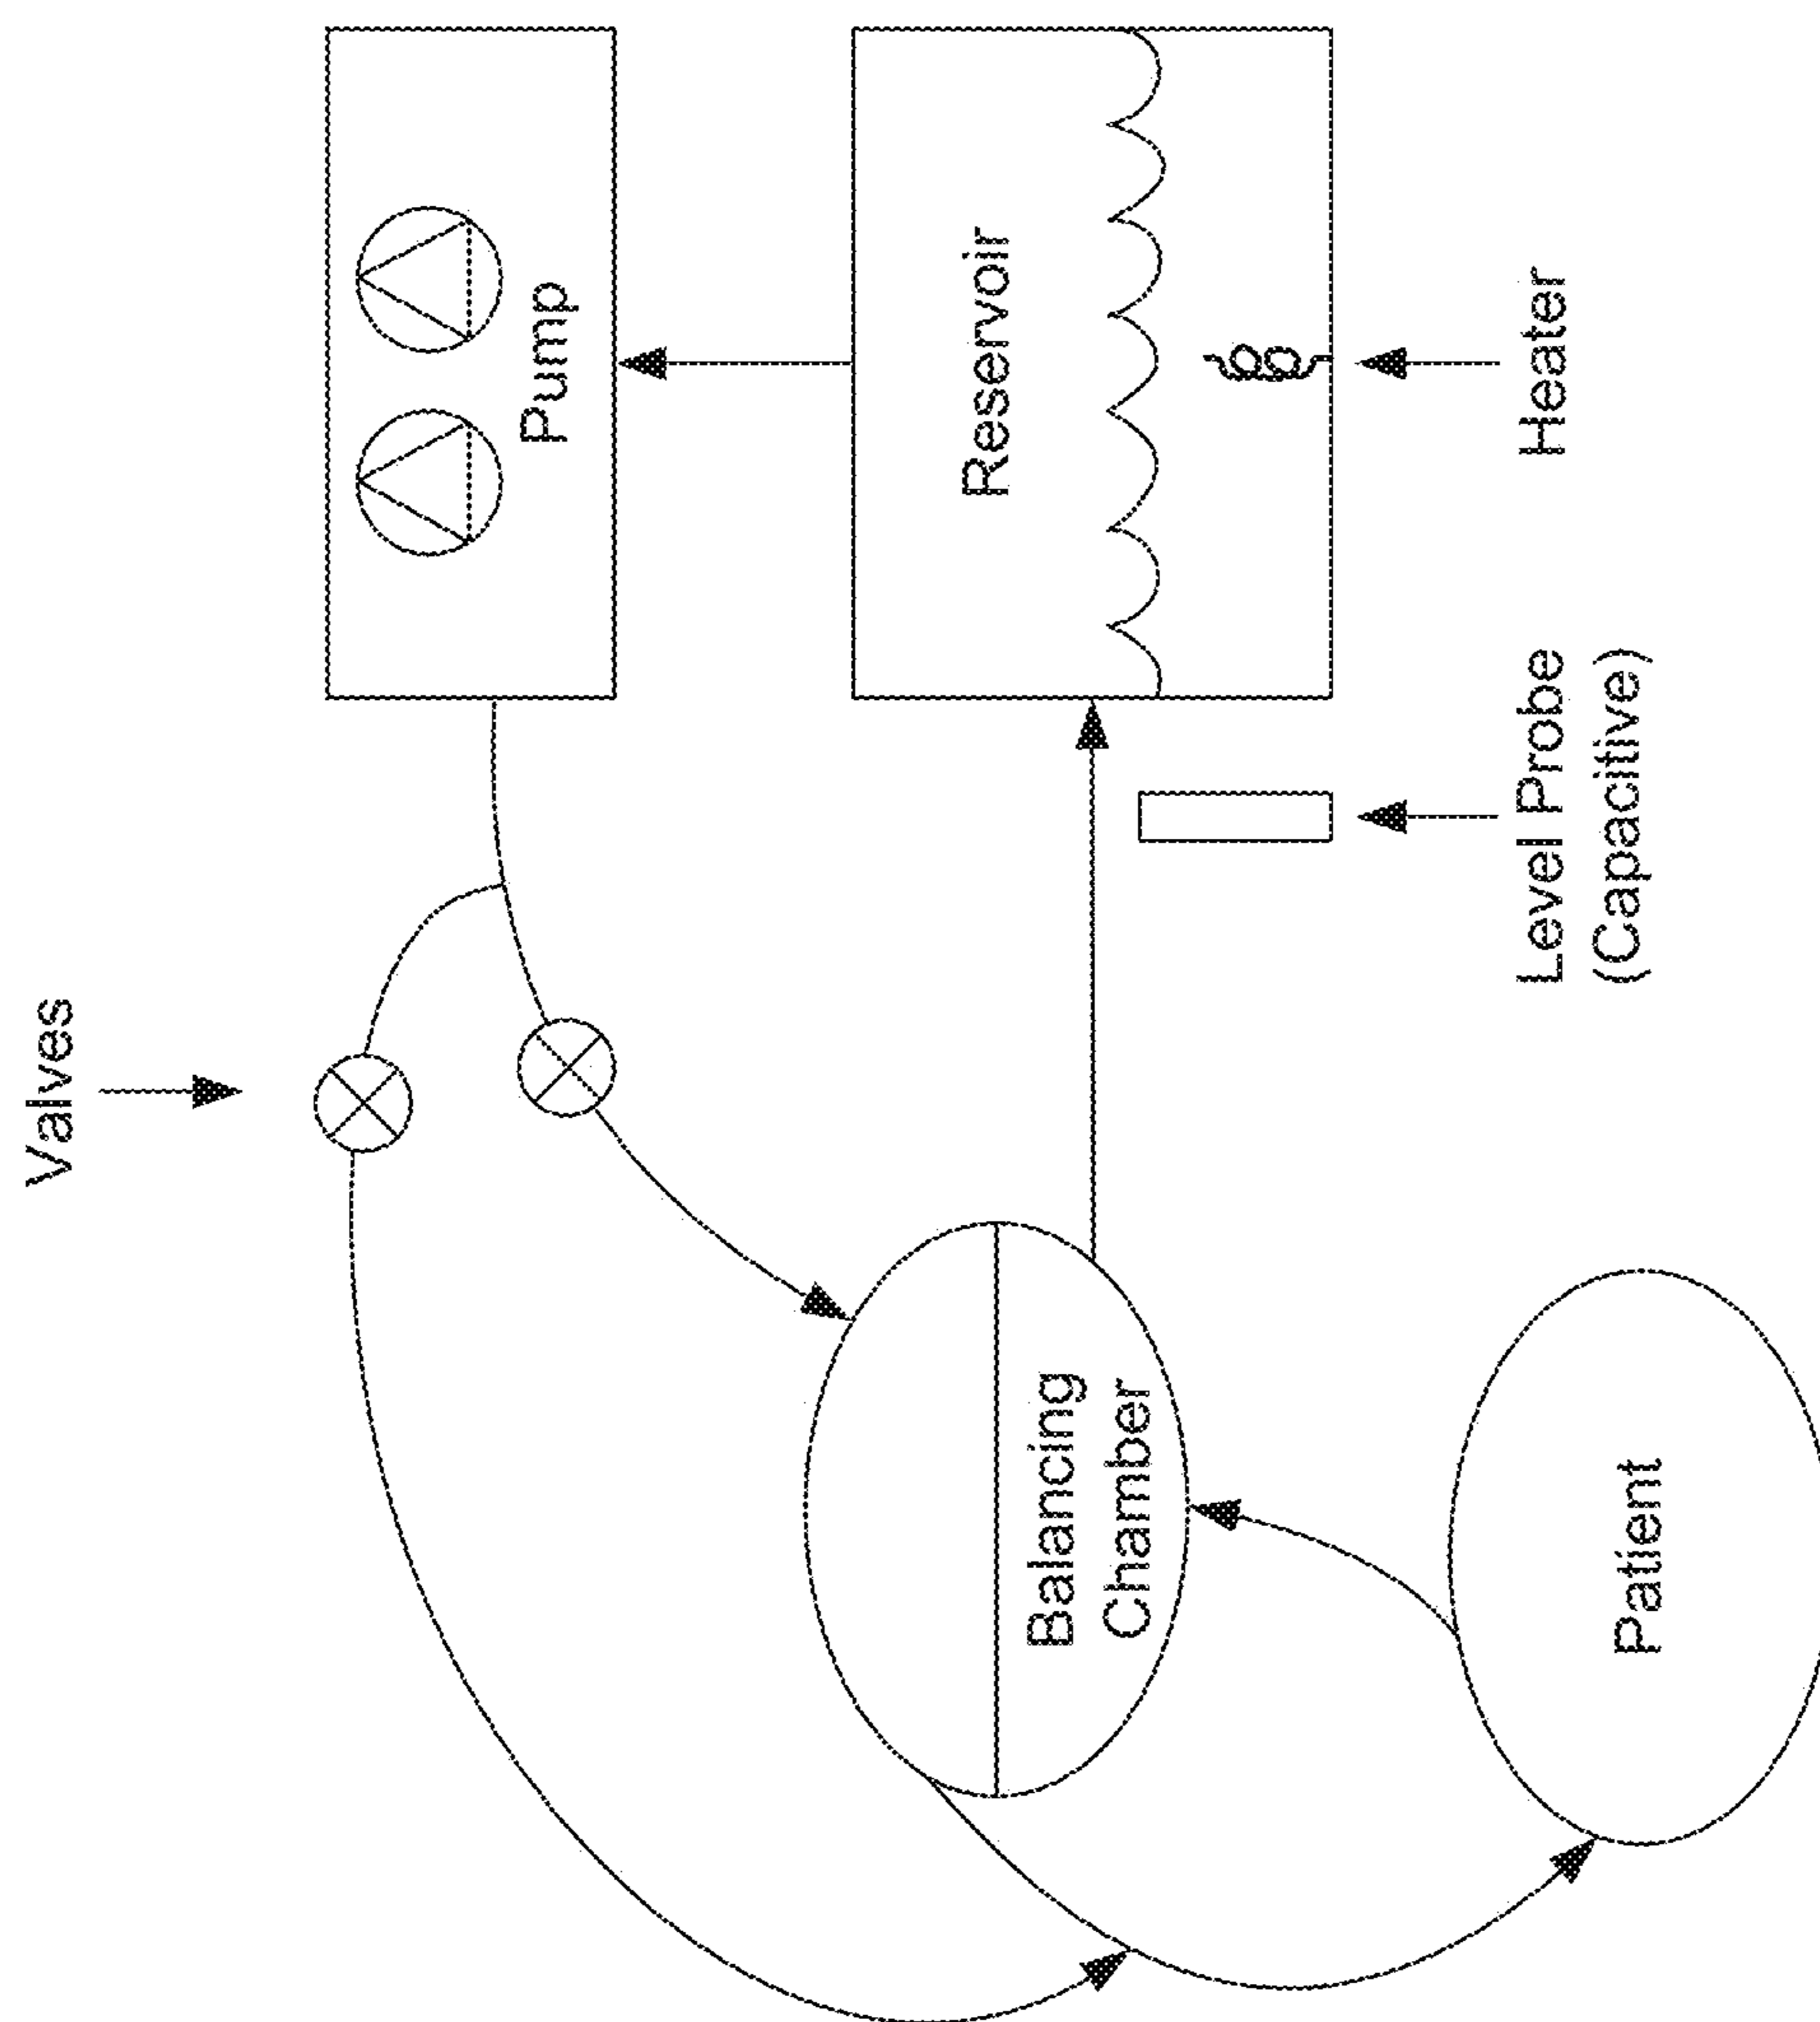 Valves
Pump
Reservoir
Heater
Level Probe
(Capacitive)
Balancing
Chamber
Patient